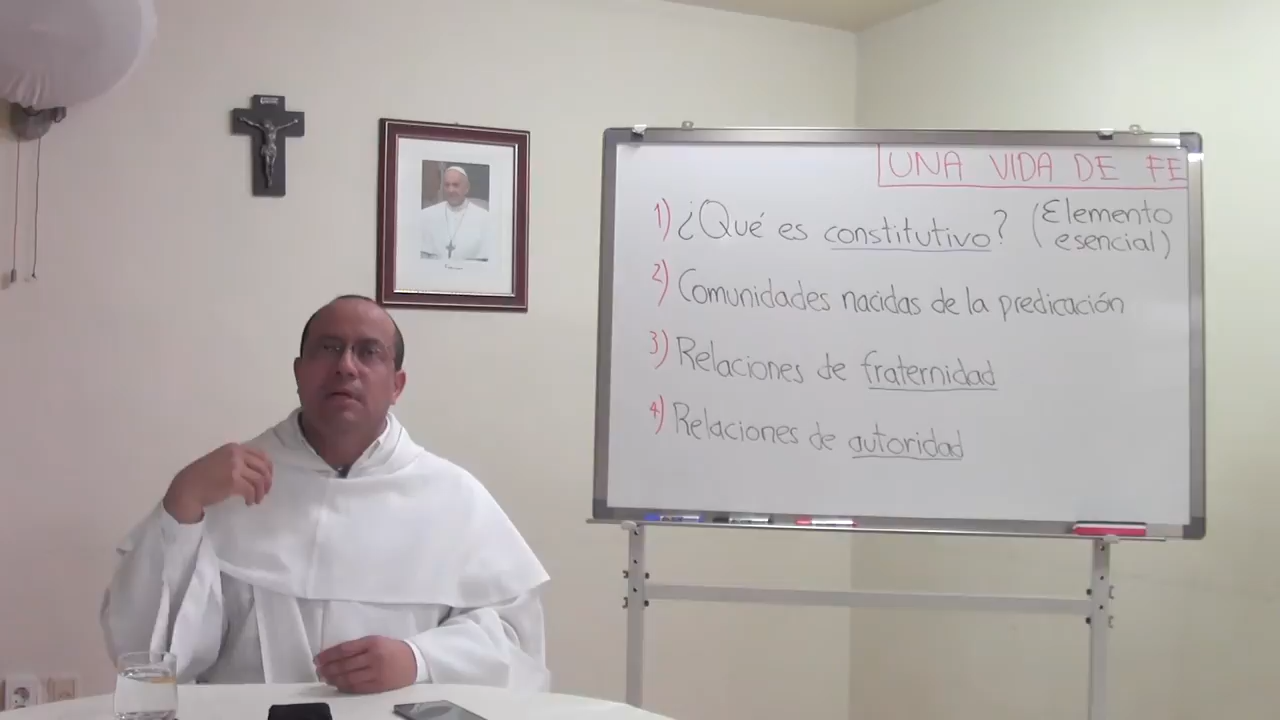 UNA VIDA DE FE
1) ¿Qué es constitutivo? (Elemento
esencial)
2) Comunidades nacidas de la predicación
3) Relaciones de fraternidad
4) Relaciones de autoridad